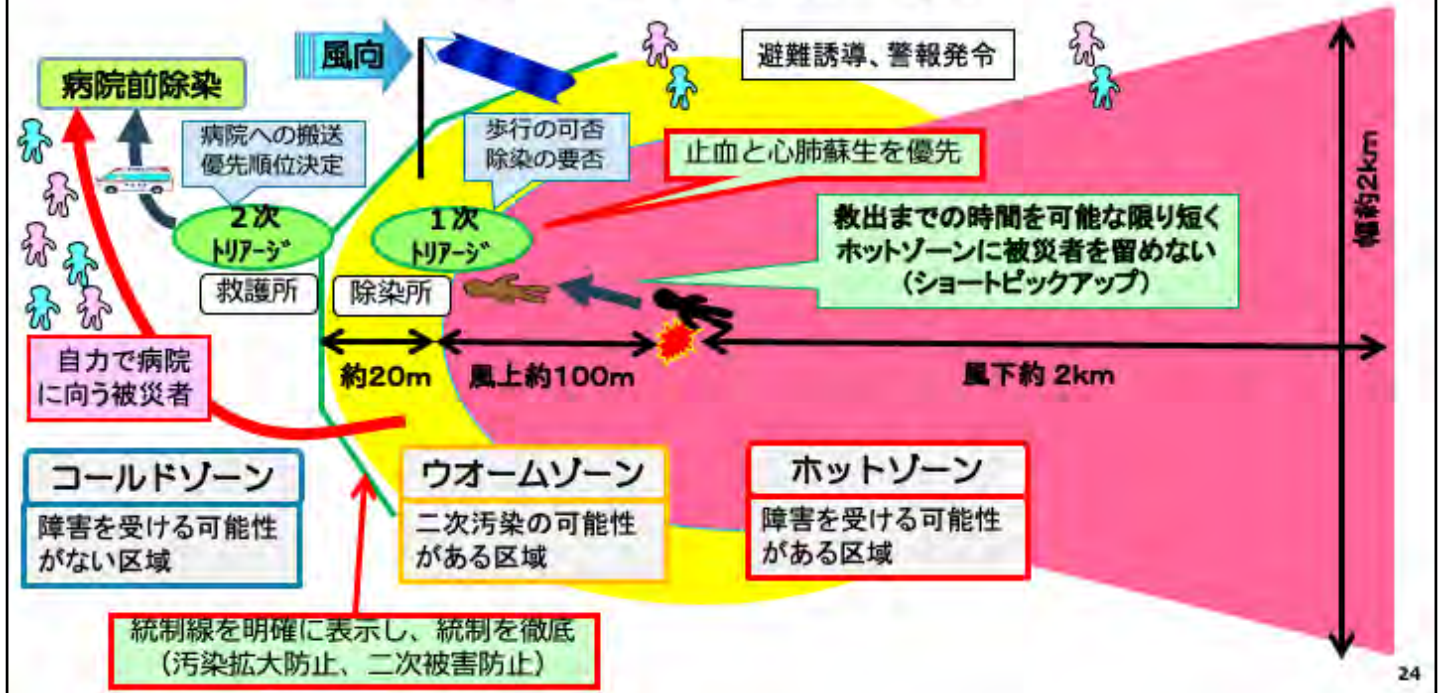 風向
避難誘導、警報発令
病院前除染
病院への搬送
優先順位決定
歩行の可否
除染の要否
止血と心肺蘇生を優先
2次
トリアージ
1次
トリアージ
救出までの時間を可能な限り短く
ホットゾーンに被災者を留めない
(ショートピックアップ)
幅約2km
救護所
除染所
自力で病院
に向う被災者
約20m
風上約100m
風下約 2km
コールドゾーン
障害を受ける可能性
がない区域
ウオームゾーン
二次汚染の可能性
がある区域
ホットゾーン
障害を受ける可能性
がある区域
統制線を明確に表示し、統制を徹底
(汚染拡大防止、二次被害防止)
24